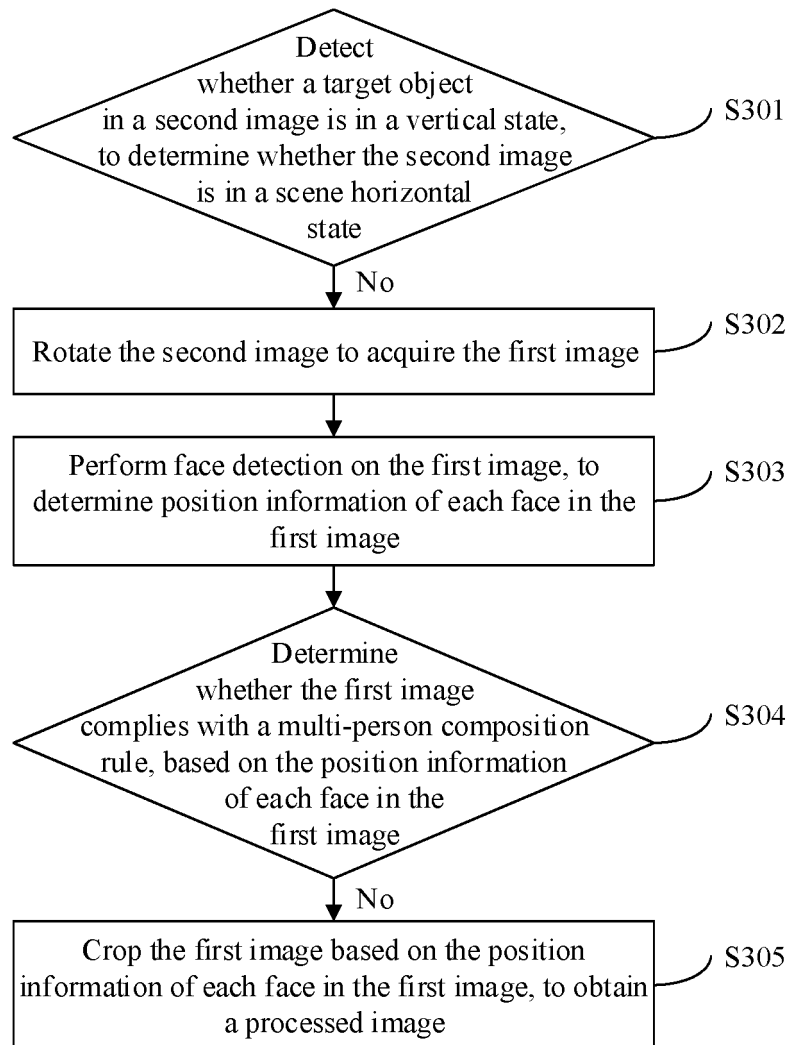 Detect
whether a target object
in a second image is in a vertical state,
to determine whether the second image
is in a scene horizontal
state
S301
No
Rotate the second image to acquire the first image
S302
Perform face detection on the first image, to
determine position information of each face in the
first image
S303
Determine
whether the first image
complies with a multi-person composition
rule, based on the position information
of each face in the
first image
S304
No
Crop the first image based on the position
information of each face in the first image, to obtain
a processed image
S305